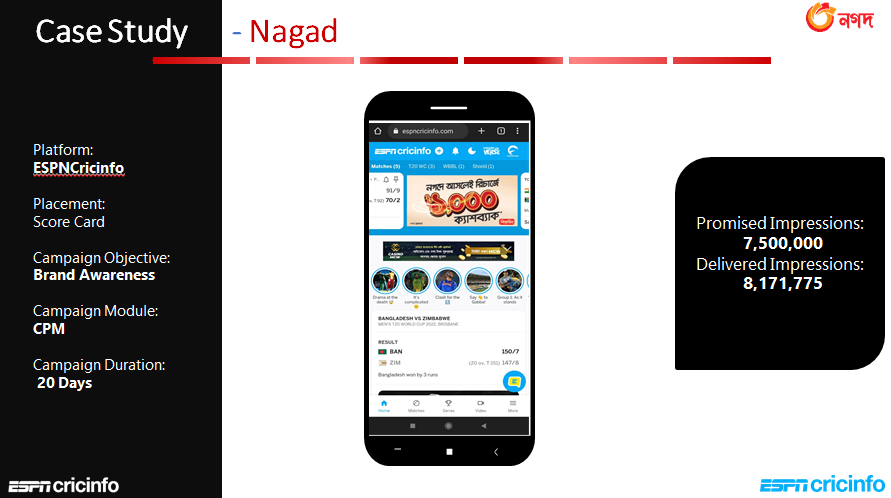 Case Study
- Nagad
নগদ
Platform:
ESPNCricinfo
Placement:
Score Card
Campaign Objective:
Brand Awareness
Campaign Module:
CPM
Campaign Duration:
20 Days
espncricinfo.com
ESPN cricinfo
Matches (5) T20 WC (3) WBBL (1) Shield (1)
91/9
70/2
নগদে আসলেই রিচার্জে
৳১,০০০
ক্যাশব্যাক*
Drama at the death
It's complicated
Clash for the
Say to Gabba!
Group 1: As it stands
BANGLADESH VS ZIMBABWE
MEN'S T20 WORLD CUP 2022, BRISBANE
RESULT
BAN 150/7
ZIM (20 ov, T:151) 147/8
Bangladesh won by 3 runs
Home Matches Series Video More
Promised Impressions:
7,500,000
Delivered Impressions:
8,171,775
ESPN cricinfo
ESPN cricinfo